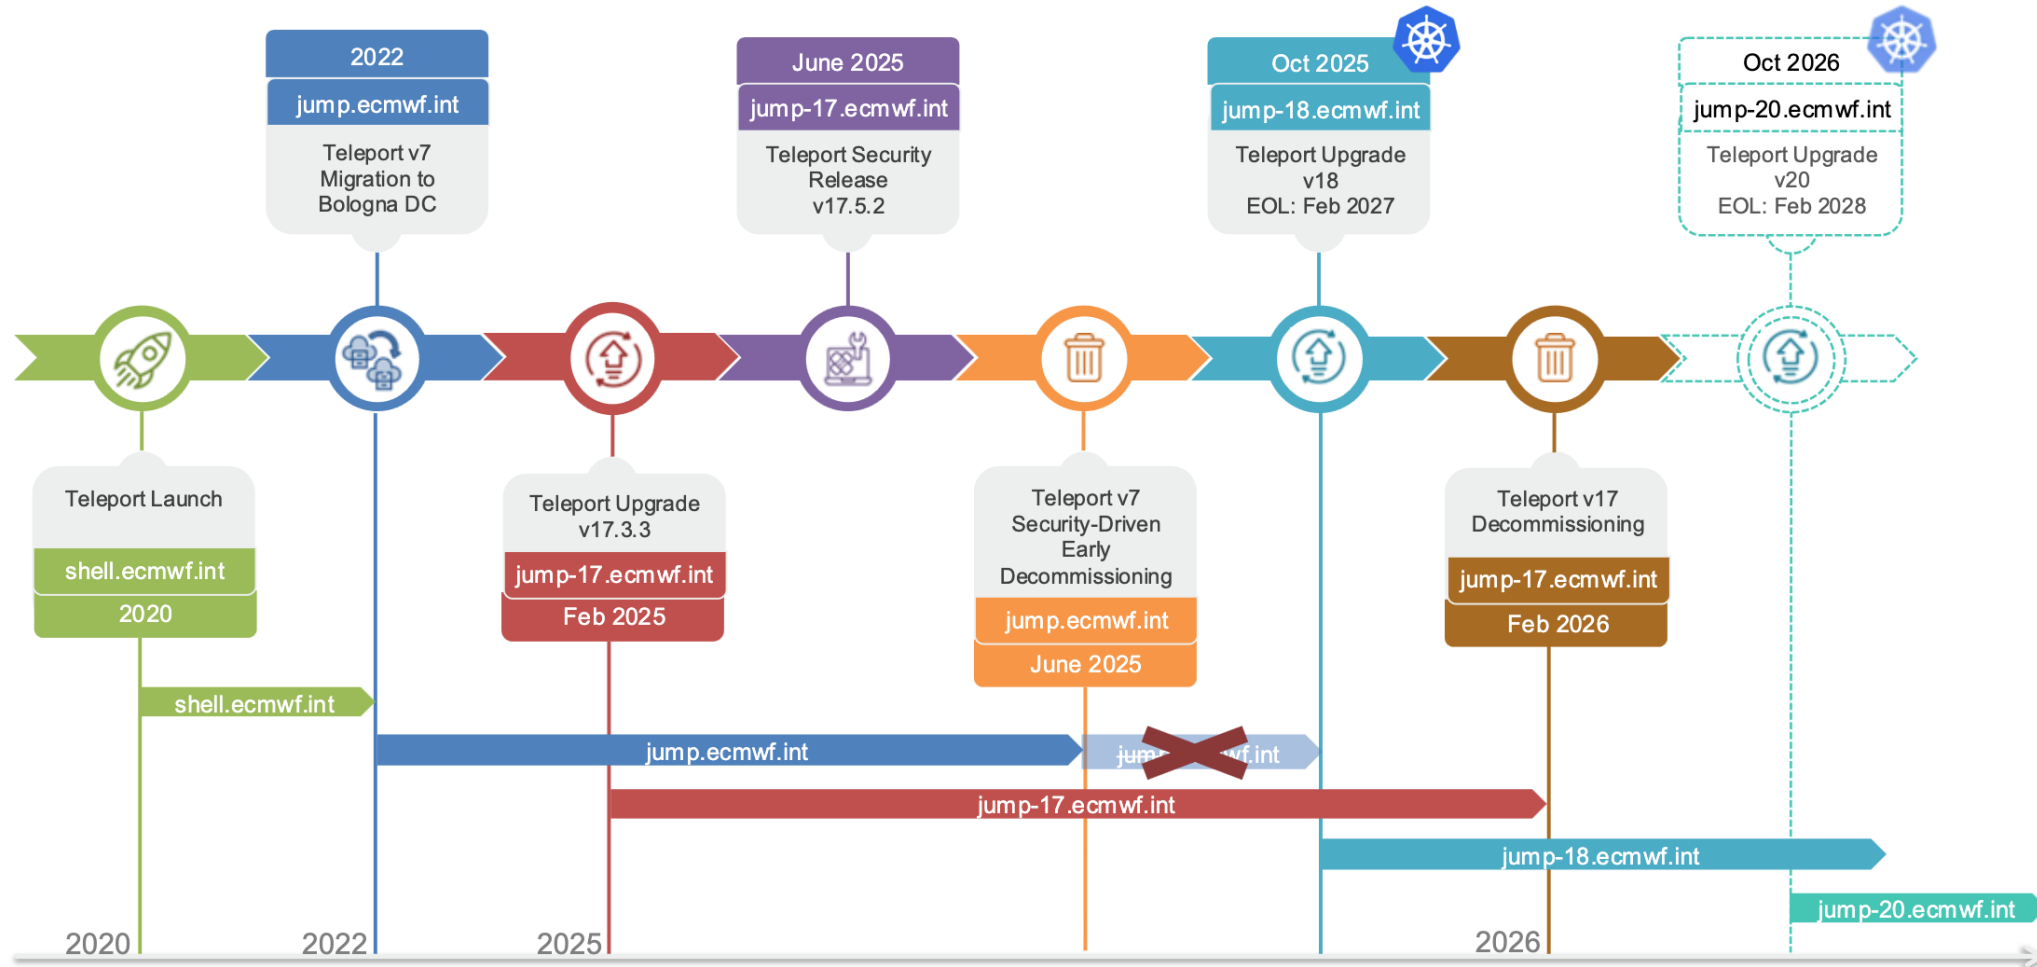 2022
jump.ecmwf.int
Teleport v7
Migration to
Bologna DC
June 2025
jump-17.ecmwf.int
Teleport Security
Release
v17.5.2
Oct 2025
jump-18.ecmwf.int
Teleport Upgrade
v18
EOL: Feb 2027
Oct 2026
jump-20.ecmwf.int
Teleport Upgrade
v20
EOL: Feb 2028
Teleport Launch
shell.ecmwf.int
2020
Teleport Upgrade
v17.3.3
jump-17.ecmwf.int
Feb 2025
Teleport v7
Security-Driven
Early
Decommissioning
jump.ecmwf.int
June 2025
Teleport v17
Decommissioning
jump-17.ecmwf.int
Feb 2026
shell.ecmwf.int
jump.ecmwf.int
jump-17.ecmwf.int
jump-18.ecmwf.int
jump-20.ecmwf.int
2020
2022
2025
2026